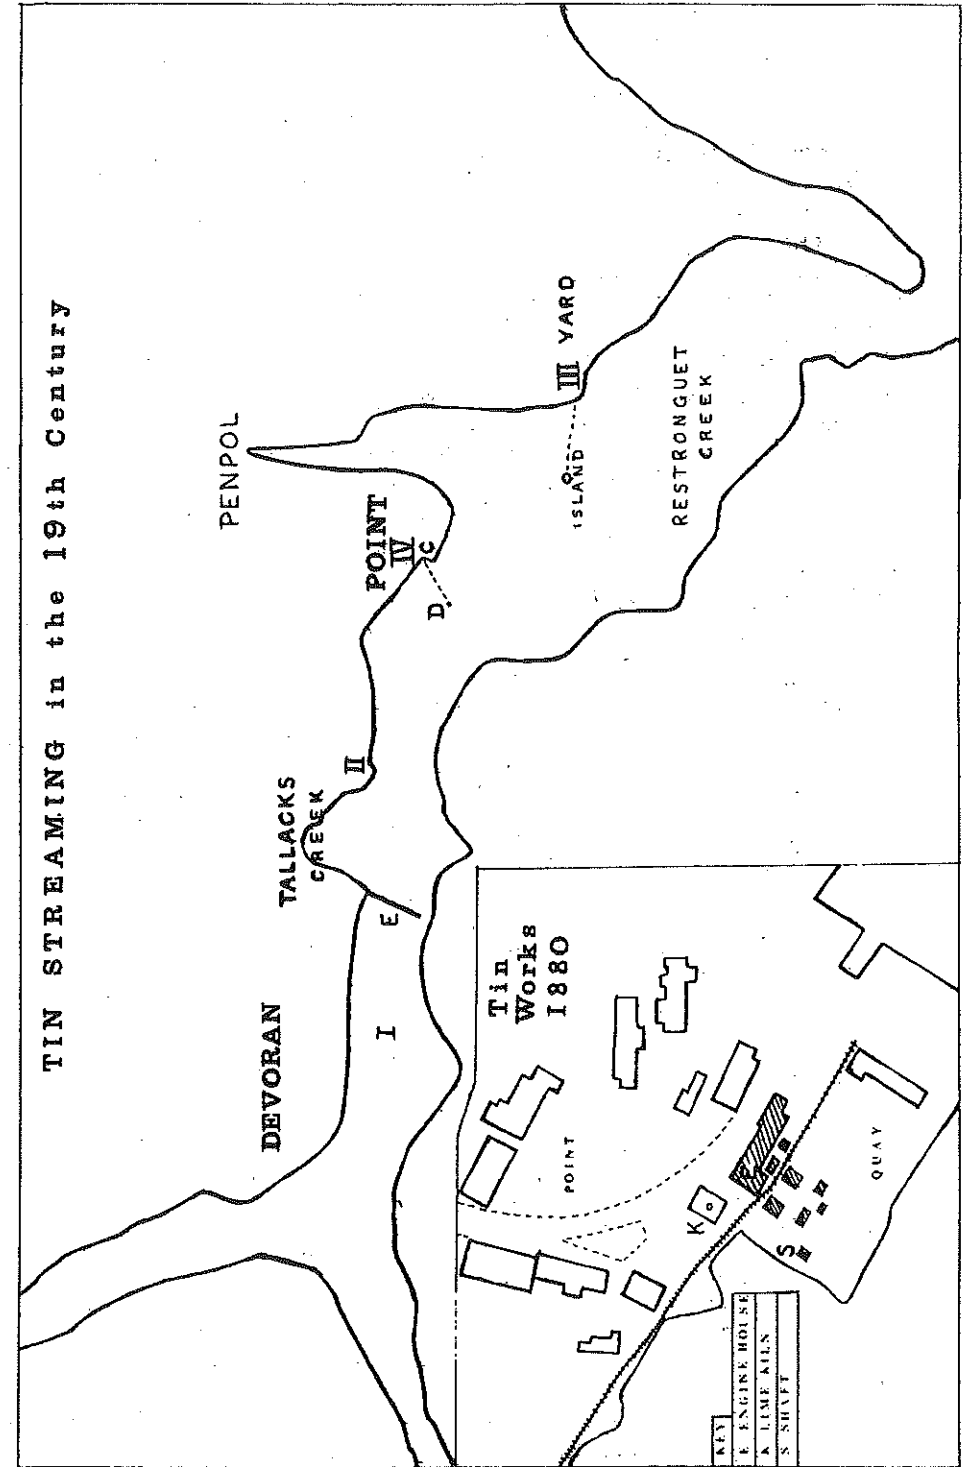 TIN STREAMING in the 19th Century
DEVORAN
I
E
TALLACKS
CREEK
II
POINT
IV
C
D
PENPOL
III YARD
ISLAND
RESTRONGUET
CREEK
Tin
Works
1880
POINT
K
E
S
QUAY
KEY
E ENGINE HOUSE
K LIME KILN
S SHAFT